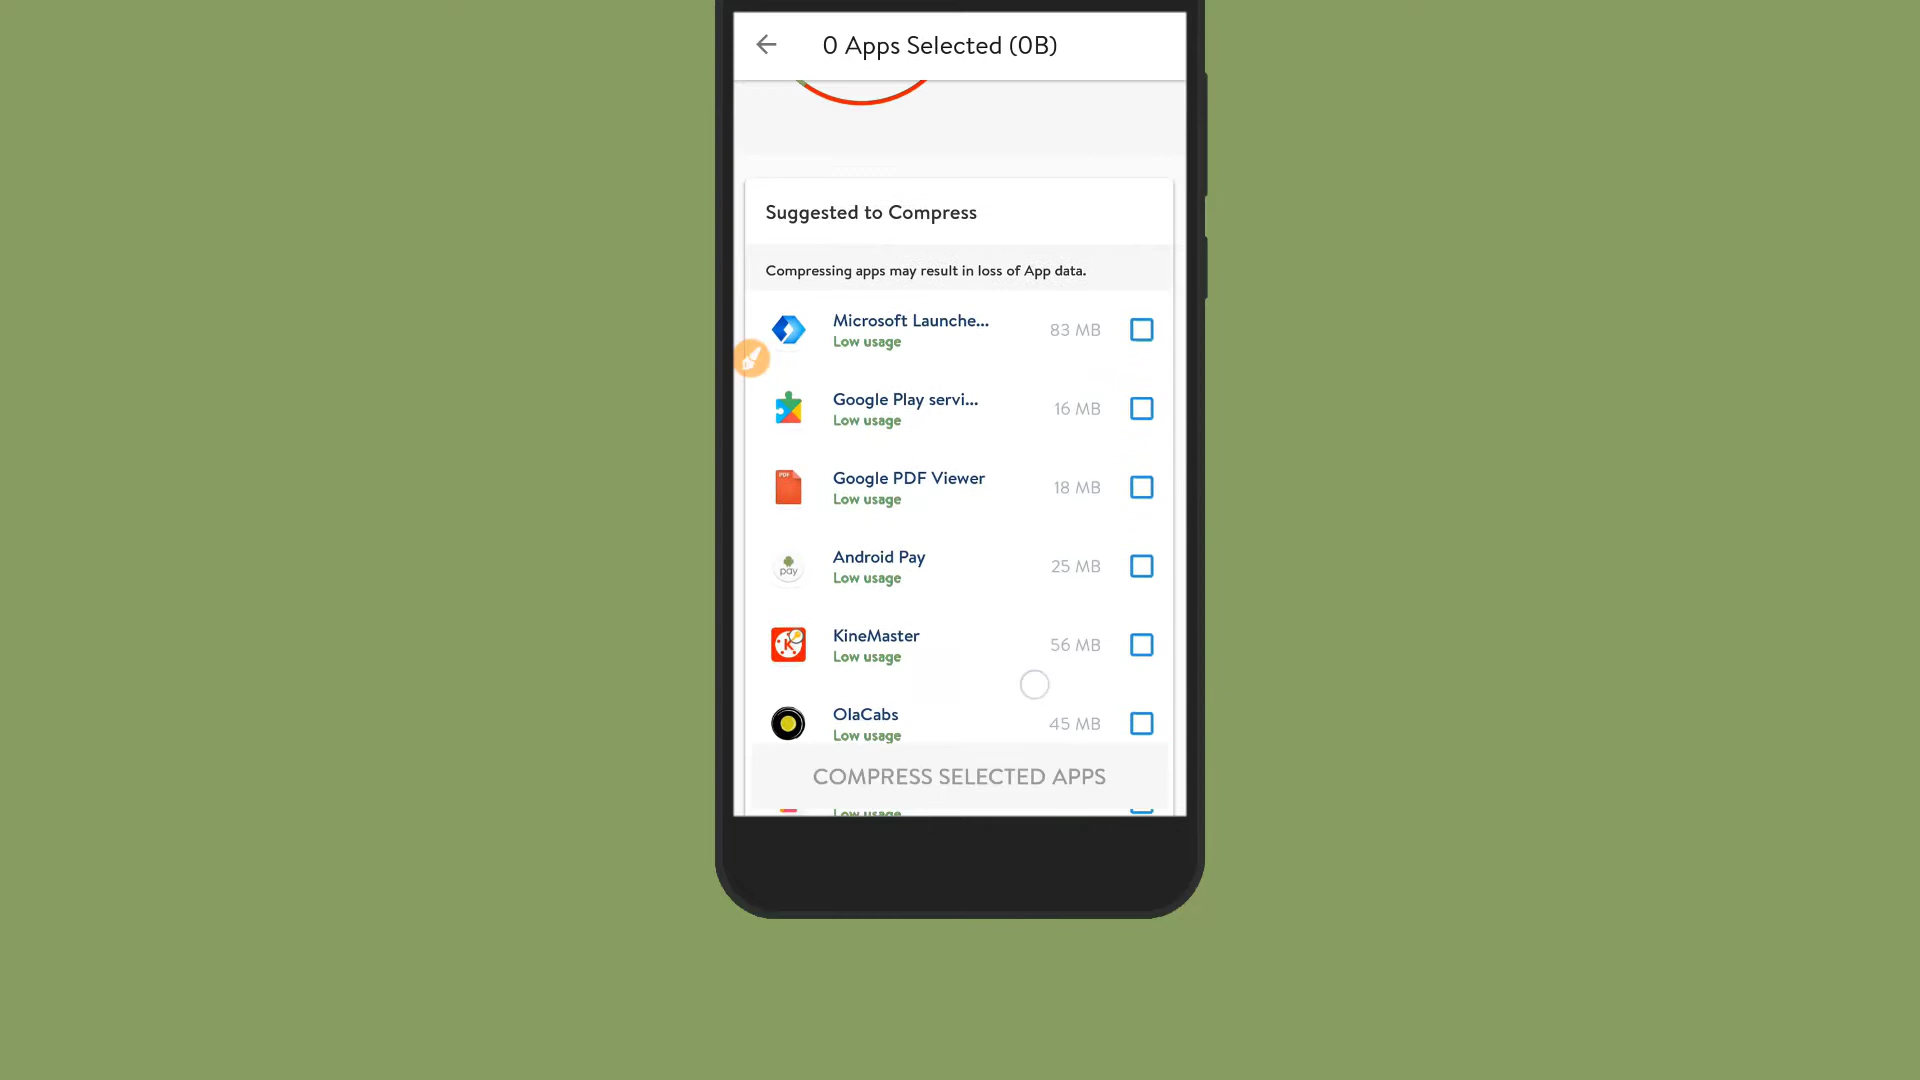 0 Apps Selected (0B)
Suggested to Compress
Compressing apps may result in loss of App data.
Microsoft Launche... 83 MB
Low usage
Google Play servi... 16 MB
Low usage
PDF
Google PDF Viewer 18 MB
Low usage
pay
Android Pay 25 MB
Low usage
K
KineMaster 56 MB
Low usage
OlaCabs 45 MB
Low usage
COMPRESS SELECTED APPS
Low usage